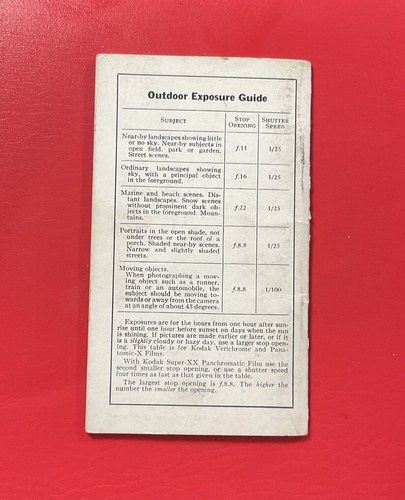 Outdoor Exposure Guide
SUBJECT STOP OPENING SHUTTER SPEED
Near-by landscapes showing little
or no sky. Near-by subjects in
open field, park or garden.
Street scenes. f.11 1/25
Ordinary landscapes showing
sky, with a principal object
in the foreground. f.16 1/25
Marine and beach scenes. Dis-
tant landscapes. Snow scenes
without prominent dark ob-
jects in the foreground. Moun-
tains. f.22 1/25
Portraits in the open shade, not
under trees or the roof of a
porch. Shaded near-by scenes.
Narrow and slightly shaded
streets. f.8.8 1/25
Moving objects.
When photographing a mov-
ing object such as a runner,
train or an automobile, the
subject should be moving to-
wards or away from the camera
at an angle of about 45 degrees. f.8.8 1/100
Exposures are for the hours from one hour after sun-
rise until one hour before sunset on days when the sun
is shining. If pictures are made earlier or later, or if it
is a slightly cloudy or hazy day, use a larger stop open-
ing. This table is for Kodak Verichrome and Pana-
tomic-X Films.
With Kodak Super-XX Panchromatic Film use the
second smaller stop opening, or use a shutter speed
four times as fast as that given in the table.
The largest stop opening is f.8.8. The higher the
number the smaller the opening.